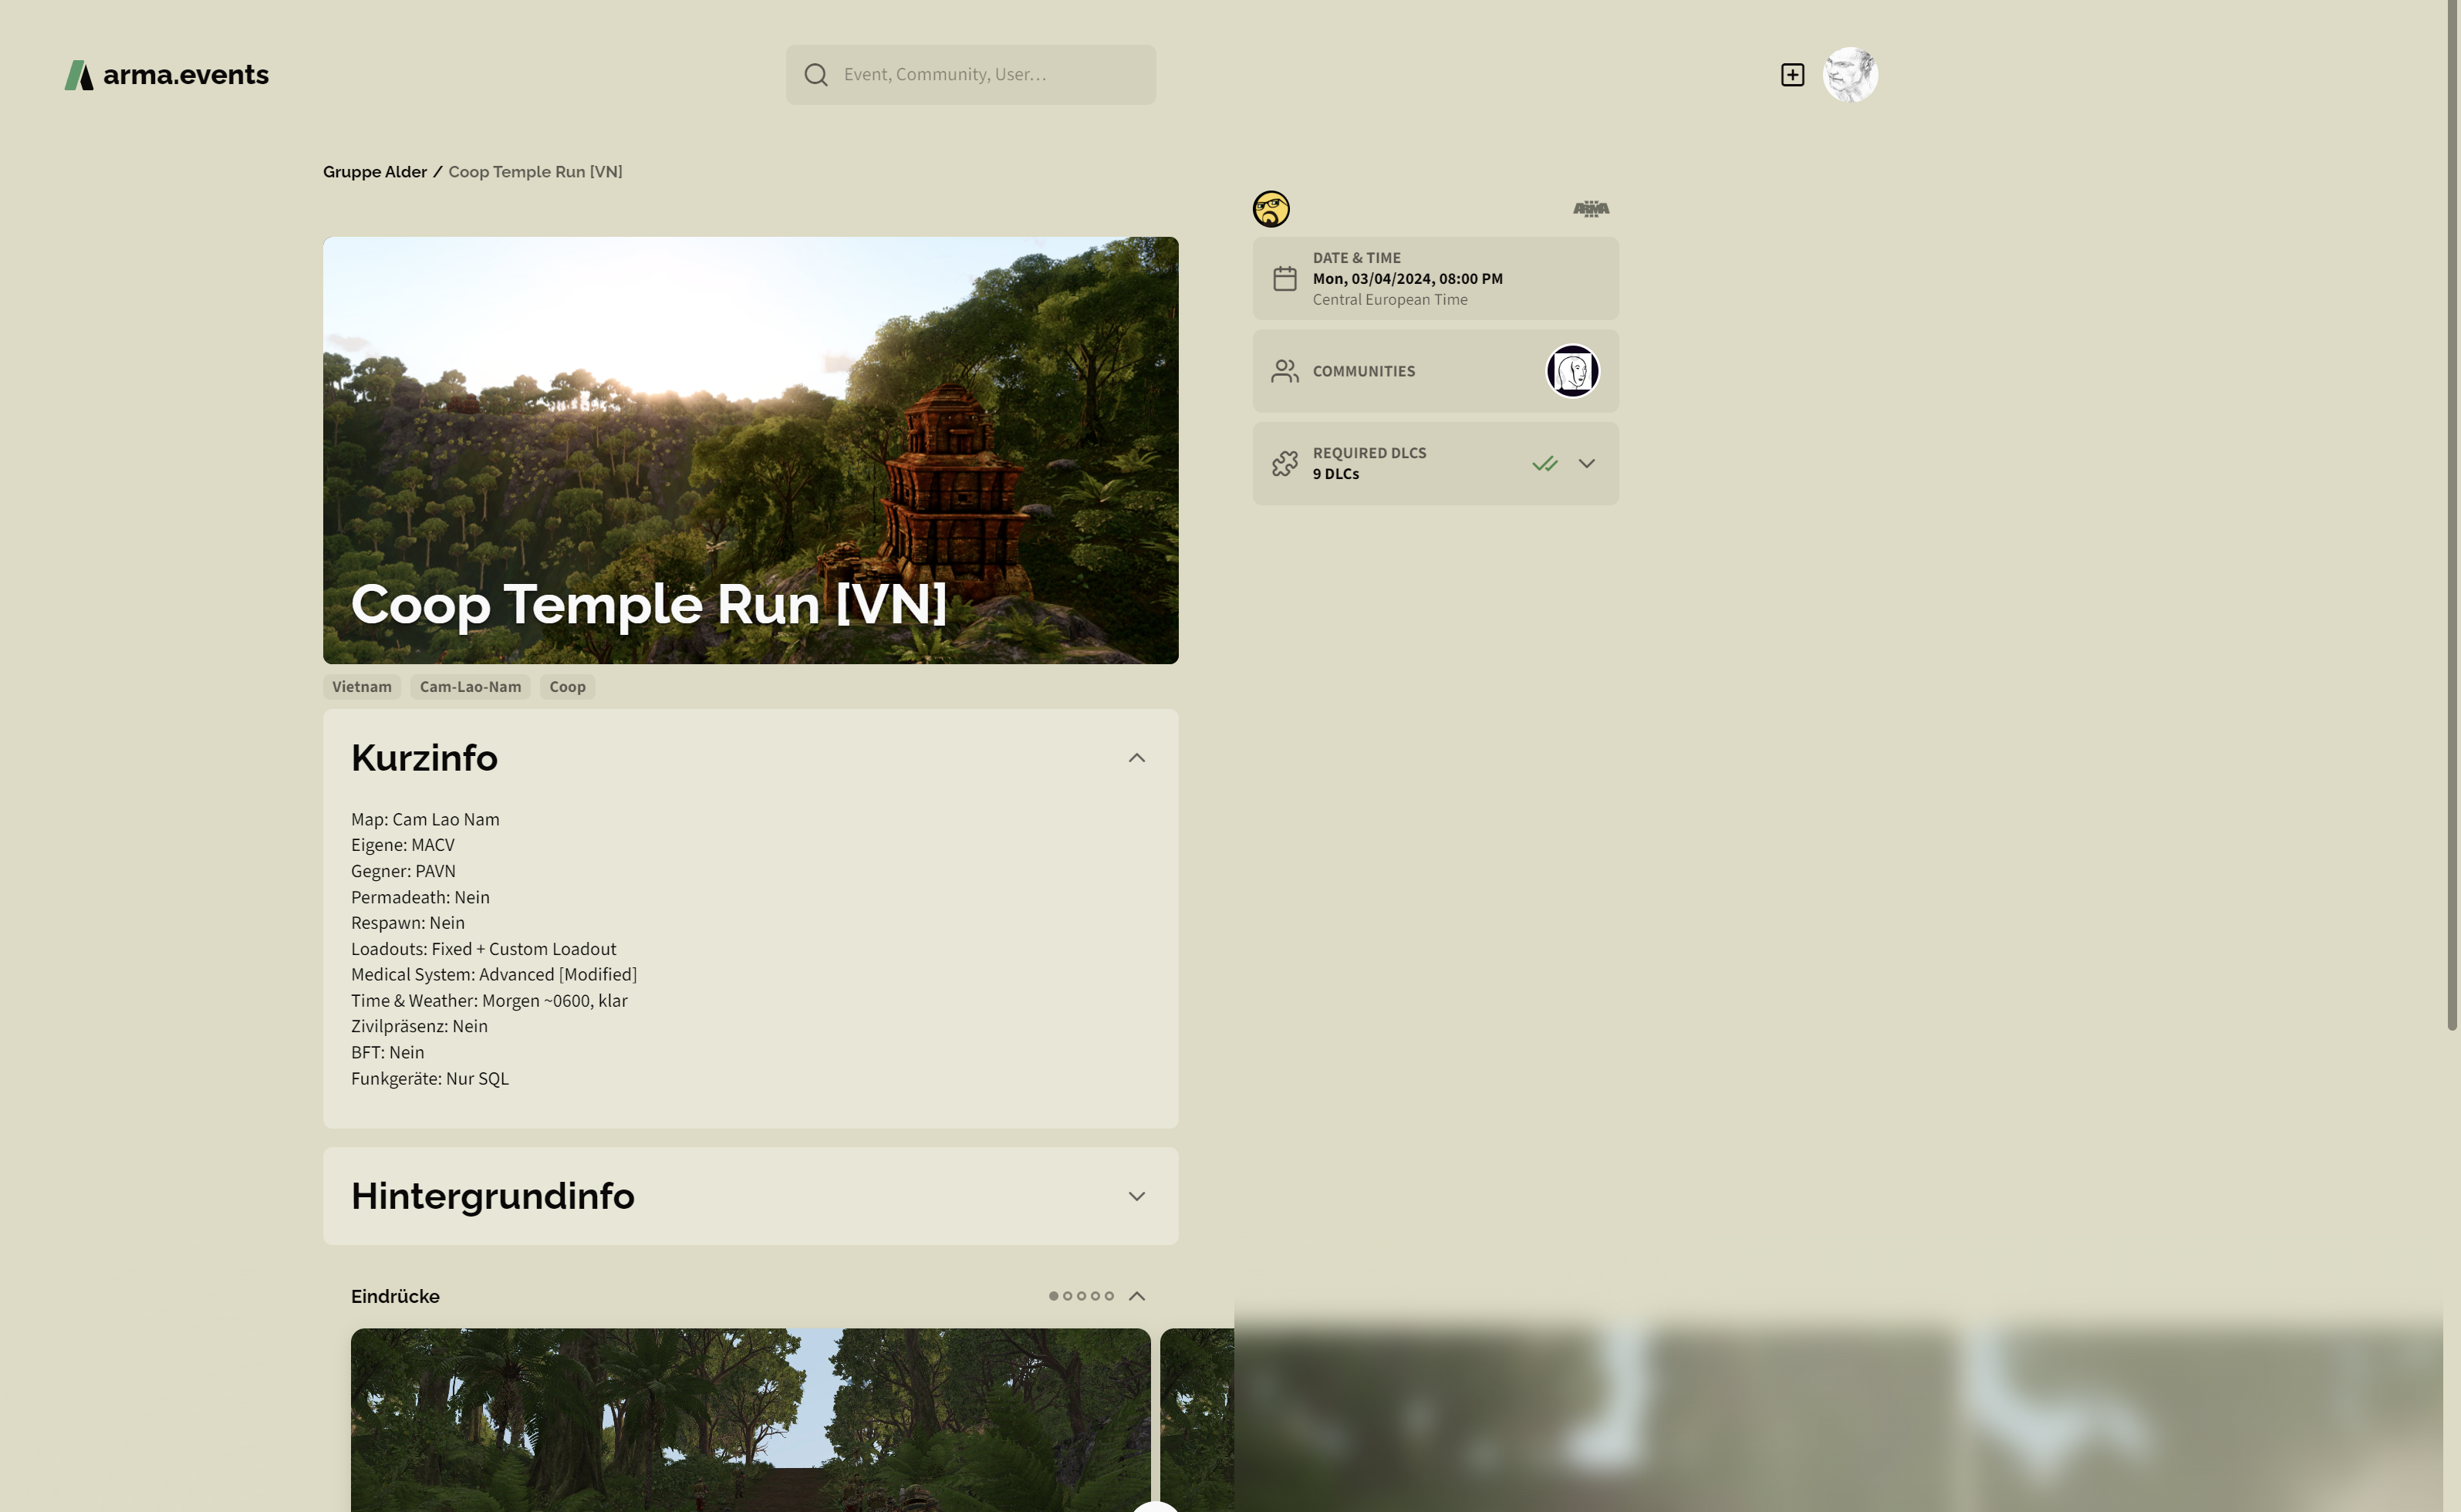 arma.events
Event, Community, User...
Gruppe Alder / Coop Temple Run [VN]
ARMA
Coop Temple Run [VN]
DATE & TIME
Mon, 03/04/2024, 08:00 PM
Central European Time
COMMUNITIES
REQUIRED DLCS
9 DLCs
Vietnam
Cam-Lao-Nam
Coop
Kurzinfo
Map: Cam Lao Nam
Eigene: MACV
Gegner: PAVN
Permadeath: Nein
Respawn: Nein
Loadouts: Fixed + Custom Loadout
Medical System: Advanced [Modified]
Time & Weather: Morgen ~0600, klar
Zivilpräsenz: Nein
BFT: Nein
Funkgeräte: Nur SQL
Hintergrundinfo
Eindrücke